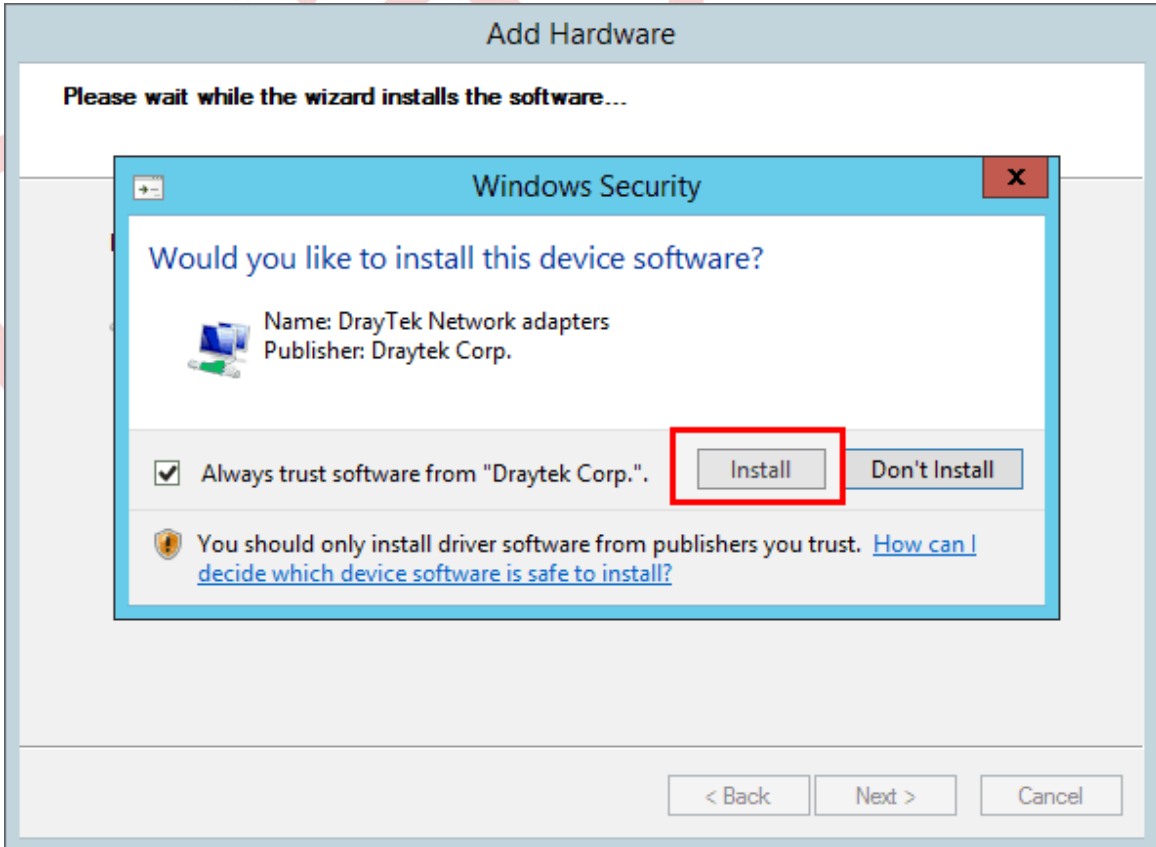 Add Hardware
Please wait while the wizard installs the software...
Windows Security
x
Would you like to install this device software?
Name: DrayTek Network adapters
Publisher: Draytek Corp.
Always trust software from "Draytek Corp.".
Install
Don't Install
You should only install driver software from publishers you trust. How can I
decide which device software is safe to install?
< Back
Next >
Cancel